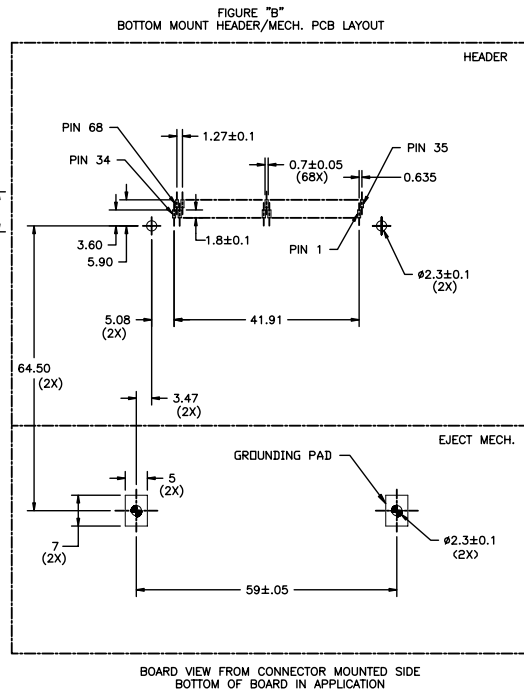 FIGURE "B"
BOTTOM MOUNT HEADER/MECH. PCB LAYOUT
HEADER
PIN 68
1.27±0.1
PIN 34
0.7±0.05
(68X)
PIN 35
0.635
3.60
5.90
1.8±0.1
PIN 1
ø2.3±0.1
(2X)
5.08
(2X)
41.91
64.50
(2X)
3.47
(2X)
EJECT MECH.
GROUNDING PAD
5
(2X)
7
(2X)
ø2.3±0.1
(2X)
59±.05
BOARD VIEW FROM CONNECTOR MOUNTED SIDE
BOTTOM OF BOARD IN APPLICATION